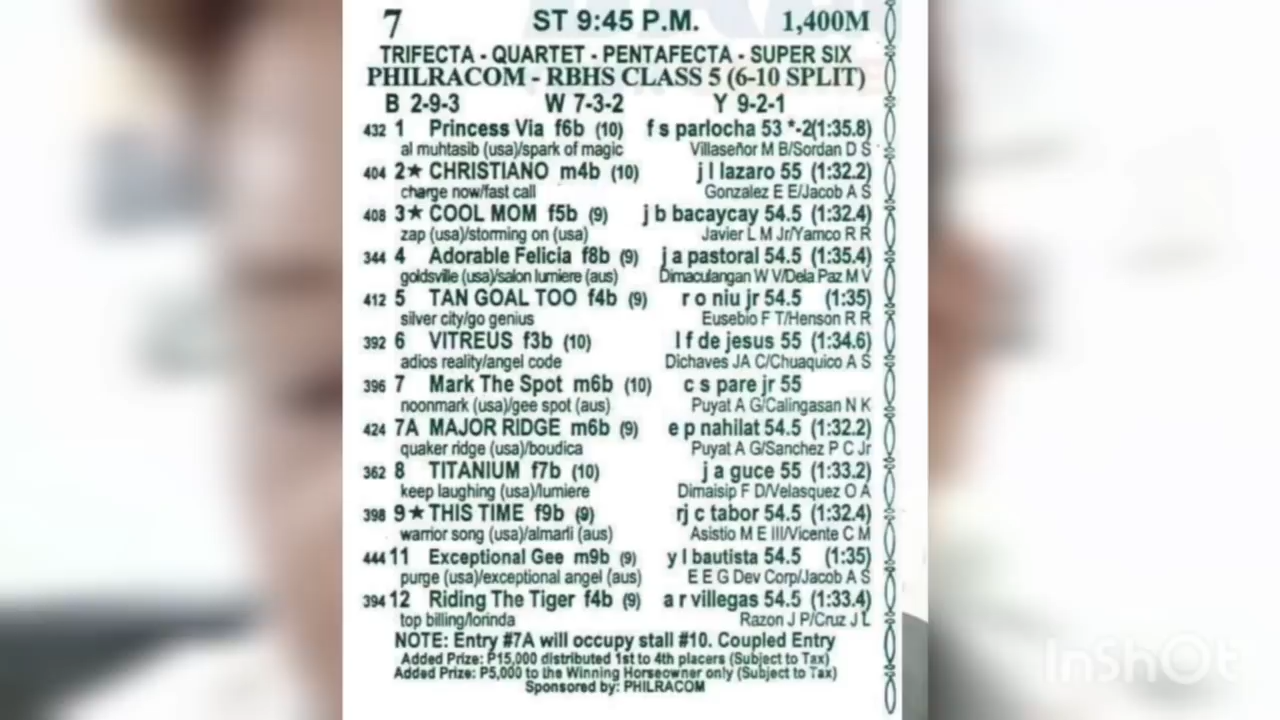 7 ST 9:45 P.M. 1,400M
TRIFECTA - QUARTET - PENTAFECTA - SUPER SIX
PHILRACOM - RBHS CLASS 5 (6-10 SPLIT)
B 2-9-3 W 7-3-2 Y 9-2-1
432 1 Princess Via f6b (10) f s parlocha 53 *-2(1:35.8)
al muhtasib (usa)/spark of magic Villaseñor M B/Sordan D S
404 2★ CHRISTIANO m4b (10) j l lazaro 55 (1:32.2)
charge now/fast call Gonzalez E E/Jacob A S
408 3★ COOL MOM f5b (9) j b bacaycay 54.5 (1:32.4)
zap (usa)/storming on (usa) Javier L M Jr/Yamco R R
344 4 Adorable Felicia f8b (9) j a pastoral 54.5 (1:35.4)
goldsville (usa)/salon lumiere (aus) Dimaculangan W V/Dela Paz M V
412 5 TAN GOAL TOO f4b (9) r o niu jr 54.5 (1:35)
silver city/go genius Eusebio F T/Henson R R
392 6 VITREUS f3b (10) l f de jesus 55 (1:34.6)
adios reality/angel code Dichaves JA C/Chuaquico A S
396 7 Mark The Spot m6b (10) c s pare jr 55
noonmark (usa)/gee spot (aus) Puyat A G/Calingasan N K
424 7A MAJOR RIDGE m6b (9) e p nahilat 54.5 (1:32.2)
quaker ridge (usa)/boudica Puyat A G/Sanchez P C Jr
362 8 TITANIUM f7b (10) j a guce 55 (1:33.2)
keep laughing (usa)/lumiere Dimaisip F D/Velasquez O A
398 9★ THIS TIME f9b (9) rj c tabor 54.5 (1:32.4)
warrior song (usa)/almarli (aus) Asistio M E III/Vicente C M
444 11 Exceptional Gee m9b (9) y l bautista 54.5 (1:35)
purge (usa)/exceptional angel (aus) E E G Dev Corp/Jacob A S
394 12 Riding The Tiger f4b (9) a r villegas 54.5 (1:33.4)
top billing/lorinda Razon J P/Cruz J L
NOTE: Entry #7A will occupy stall #10. Coupled Entry
Added Prize: P15,000 distributed 1st to 4th placers (Subject to Tax)
Added Prize: P5,000 to the Winning Horseowner only (Subject to Tax)
Sponsored by: PHILRACOM
InShOt